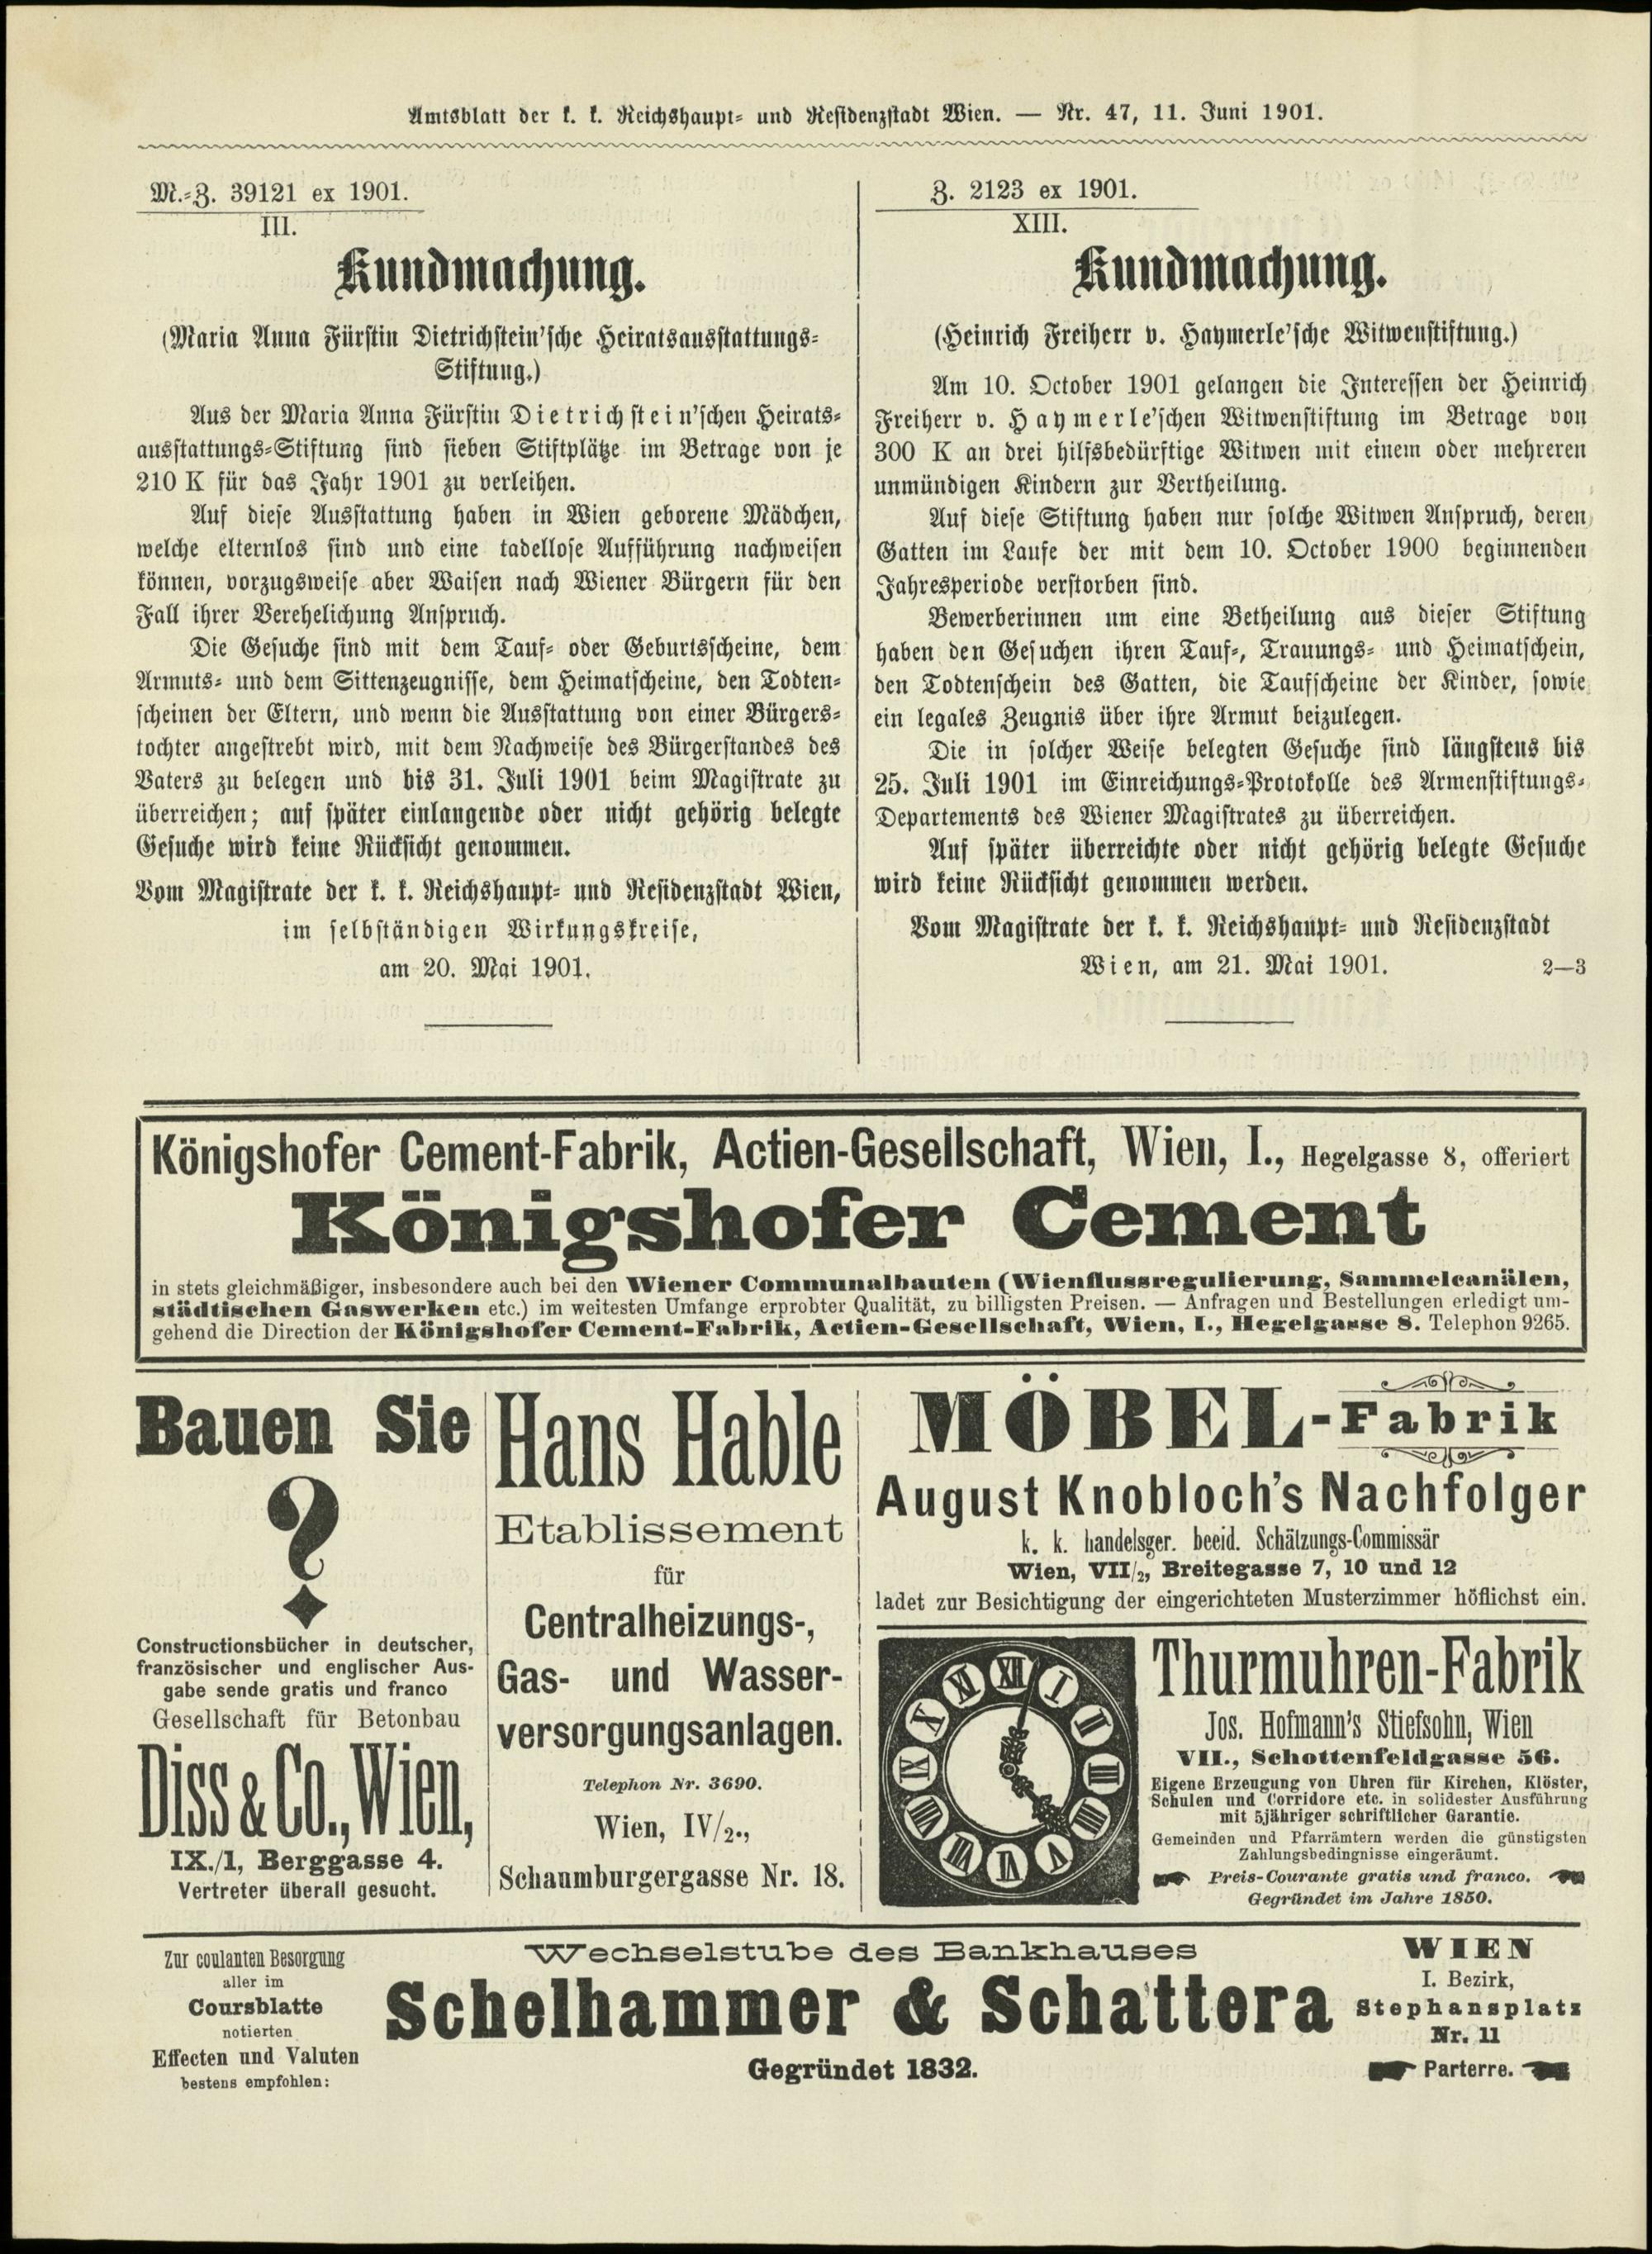 Amtsblatt der k. k. Reichshaupt- und Residenzstadt Wien. — Nr. 47, 11. Juni 1901.
M.-Z. 39121 ex 1901.
III.
Kundmachung.
(Maria Anna Fürstin Dietrichstein'sche Heiratsausstattungs-
Stiftung.)
Aus der Maria Anna Fürstin Dietrichstein'schen Heirats-
ausstattungs-Stiftung sind sieben Stiftplätze im Betrage von je
210 K für das Jahr 1901 zu verleihen.
Auf diese Ausstattung haben in Wien geborene Mädchen,
welche elternlos sind und eine tadellose Aufführung nachweisen
können, vorzugsweise aber Waisen nach Wiener Bürgern für den
Fall ihrer Verehelichung Anspruch.
Die Gesuche sind mit dem Tauf- oder Geburtsscheine, dem
Armuts- und dem Sittenzeugnisse, dem Heimatscheine, den Todten-
scheinen der Eltern, und wenn die Ausstattung von einer Bürgers-
tochter angestrebt wird, mit dem Nachweise des Bürgerstandes des
Vaters zu belegen und bis 31. Juli 1901 beim Magistrate zu
überreichen; auf später einlangende oder nicht gehörig belegte
Gesuche wird keine Rücksicht genommen.
Vom Magistrate der k. k. Reichshaupt- und Residenzstadt Wien,
im selbständigen Wirkungskreise,
am 20. Mai 1901.
Z. 2123 ex 1901.
XIII.
Kundmachung.
(Heinrich Freiherr v. Haymerle'sche Witwenstiftung.)
Am 10. October 1901 gelangen die Interessen der Heinrich
Freiherr v. Haymerle'schen Witwenstiftung im Betrage von
300 K an drei hilfsbedürftige Witwen mit einem oder mehreren
unmündigen Kindern zur Vertheilung.
Auf diese Stiftung haben nur solche Witwen Anspruch, deren
Gatten im Laufe der mit dem 10. October 1900 beginnenden
Jahresperiode verstorben sind.
Bewerberinnen um eine Betheilung aus dieser Stiftung
haben den Gesuchen ihren Tauf-, Trauungs- und Heimatschein,
den Todtenschein des Gatten, die Taufscheine der Kinder, sowie
ein legales Zeugnis über ihre Armut beizulegen.
Die in solcher Weise belegten Gesuche sind längstens bis
25. Juli 1901 im Einreichungs-Protokolle des Armenstiftungs-
Departements des Wiener Magistrates zu überreichen.
Auf später überreichte oder nicht gehörig belegte Gesuche
wird keine Rücksicht genommen werden.
Vom Magistrate der k. k. Reichshaupt- und Residenzstadt
Wien, am 21. Mai 1901. 2—3
Königshofer Cement-Fabrik, Actien-Gesellschaft, Wien, I., Hegelgasse 8, offeriert
Königshofer Cement
in stets gleichmäßiger, insbesondere auch bei den Wiener Communalbauten (Wienflussregulierung, Sammelcanälen,
städtischen Gaswerken etc.) im weitesten Umfange erprobter Qualität, zu billigsten Preisen. — Anfragen und Bestellungen erledigt um-
gehend die Direction der Königshofer Cement-Fabrik, Actien-Gesellschaft, Wien, I., Hegelgasse 8. Telephon 9265.
Bauen Sie
?
Constructionsbücher in deutscher,
französischer und englischer Aus-
gabe sende gratis und franco
Gesellschaft für Betonbau
Diss & Co., Wien,
IX./1, Berggasse 4.
Vertreter überall gesucht.
Hans Hable
Etablissement
für
Centralheizungs-,
Gas- und Wasser-
versorgungsanlagen.
Telephon Nr. 3690.
Wien, IV/2.,
Schaumburgergasse Nr. 18.
MÖBEL-Fabrik
August Knobloch's Nachfolger
k. k. handelsger. beeid. Schätzungs-Commissär
Wien, VII/2, Breitegasse 7, 10 und 12
ladet zur Besichtigung der eingerichteten Musterzimmer höflichst ein.
XII I II III IIII V VI VII VIII IX X XI
Thurmuhren-Fabrik
Jos. Hofmann's Stiefsohn, Wien
VII., Schottenfeldgasse 56.
Eigene Erzeugung von Uhren für Kirchen, Klöster,
Schulen und Corridore etc. in solidester Ausführung
mit 5jähriger schriftlicher Garantie.
Gemeinden und Pfarrämtern werden die günstigsten
Zahlungsbedingnisse eingeräumt.
Preis-Courante gratis und franco.
Gegründet im Jahre 1850.
Zur coulanten Besorgung
aller im
Coursblatte
notierten
Effecten und Valuten
bestens empfohlen:
Wechselstube des Bankhauses
Schelhammer & Schattera
Gegründet 1832.
WIEN
I. Bezirk,
Stephansplatz
Nr. 11
Parterre.